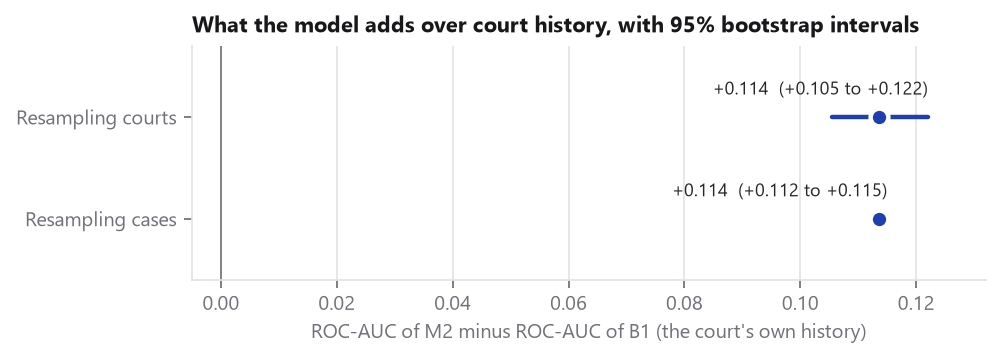 What the model adds over court history, with 95% bootstrap intervals
+0.114 (+0.105 to +0.122)
Resampling courts
+0.114 (+0.112 to +0.115)
Resampling cases
0.00 0.02 0.04 0.06 0.08 0.10 0.12
ROC-AUC of M2 minus ROC-AUC of B1 (the court's own history)